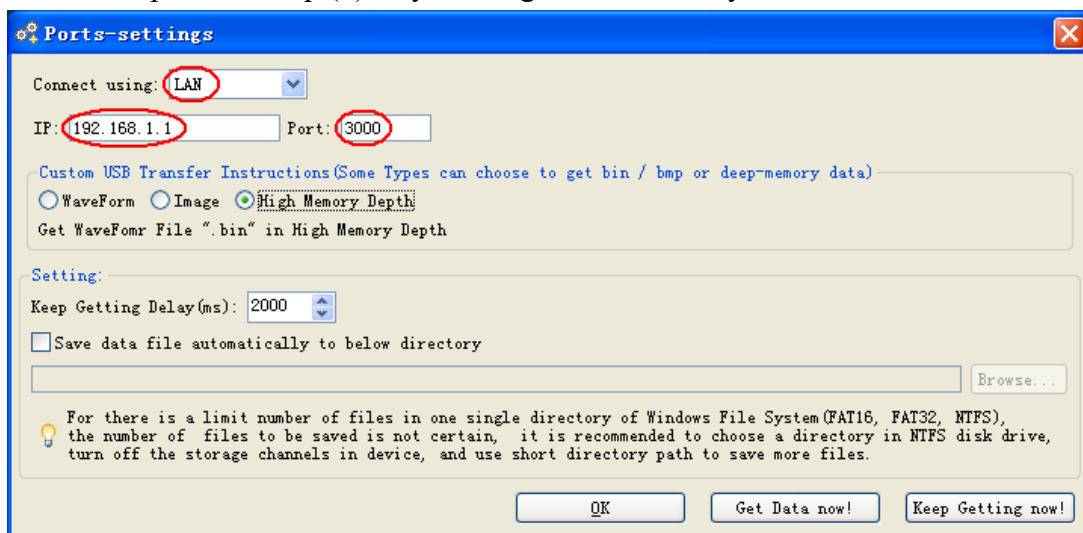 Ports-settings
Connect using: LAN
IP: 192.168.1.1 Port: 3000
Custom USB Transfer Instructions(Some Types can choose to get bin / bmp or deep-memory data)
WaveForm Image High Memory Depth
Get WaveFomr File ".bin" in High Memory Depth
Setting:
Keep Getting Delay(ms): 2000
Save data file automatically to below directory
Browse...
For there is a limit number of files in one single directory of Windows File System(FAT16, FAT32, NTFS),
the number of files to be saved is not certain, it is recommended to choose a directory in NTFS disk drive,
turn off the storage channels in device, and use short directory path to save more files.
OK Get Data now! Keep Getting now!